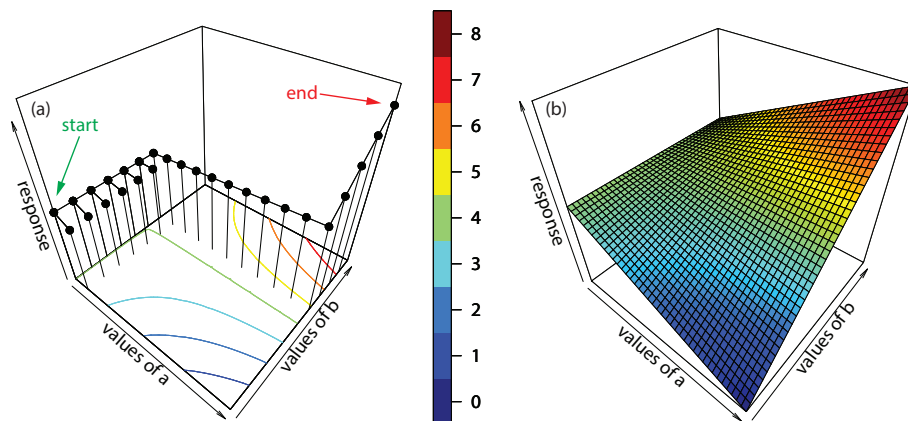 (a)
start
end
response
values of a
values of b
8
7
6
5
4
3
2
1
0
(b)
response
values of a
values of b